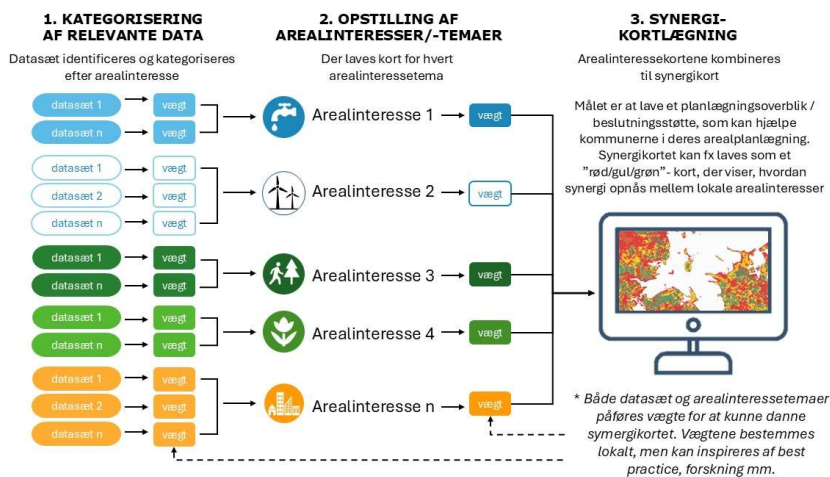 1. KATEGORISERING
AF RELEVANTE DATA
Datasæt identificeres og kategoriseres
efter arealinteresse
datasæt 1
vægt
datasæt n
vægt
datasæt 1
vægt
datasæt 2
vægt
datasæt n
vægt
datasæt 1
vægt
datasæt n
vægt
datasæt 1
vægt
datasæt n
vægt
datasæt 1
vægt
datasæt 2
vægt
datasæt n
vægt
2. OPSTILLING AF
AREALINTERESSER/-TEMAER
Der laves kort for hvert
arealinteressetema
Arealinteresse 1
vægt
Arealinteresse 2
vægt
Arealinteresse 3
vægt
Arealinteresse 4
vægt
Arealinteresse n
vægt
3. SYNERGI-
KORTLÆGNING
Arealinteressekortene kombineres
til synergikort
Målet er at lave et planlægningsoverblik /
beslutningsstøtte, som kan hjælpe
kommunerne i deres arealplanlægning.
Synergikortet kan fx laves som et
”rød/gul/grøn”- kort, der viser, hvordan
synergi opnås mellem lokale arealinteresser
* Både datasæt og arealinteressetemaer
påføres vægte for at kunne danne
symergikortet. Vægtene bestemmes
lokalt, men kan inspireres af best
practice, forskning mm.